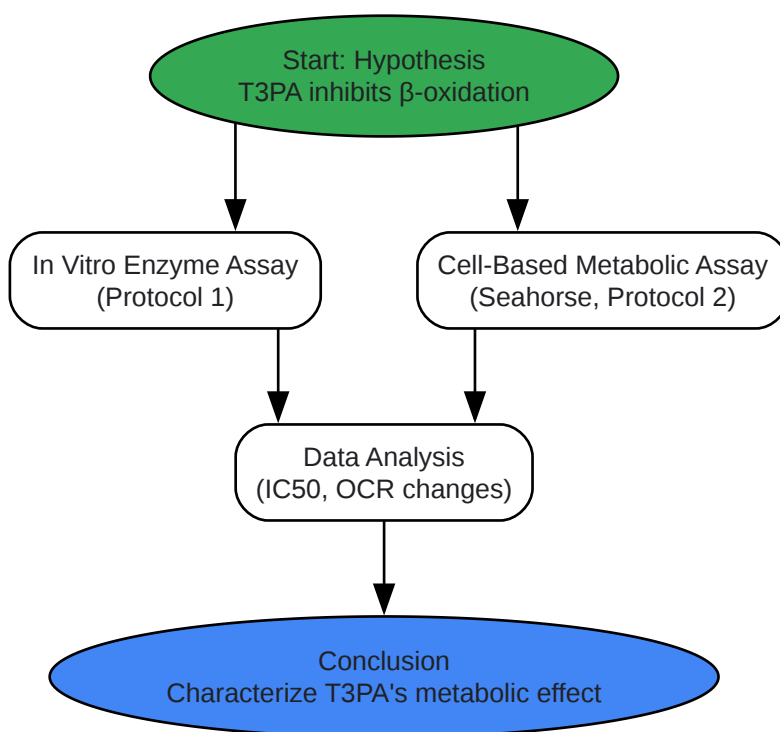 Start: Hypothesis
T3PA inhibits β-oxidation
In Vitro Enzyme Assay
(Protocol 1)
Cell-Based Metabolic Assay
(Seahorse, Protocol 2)
Data Analysis
(IC50, OCR changes)
Conclusion
Characterize T3PA's metabolic effect